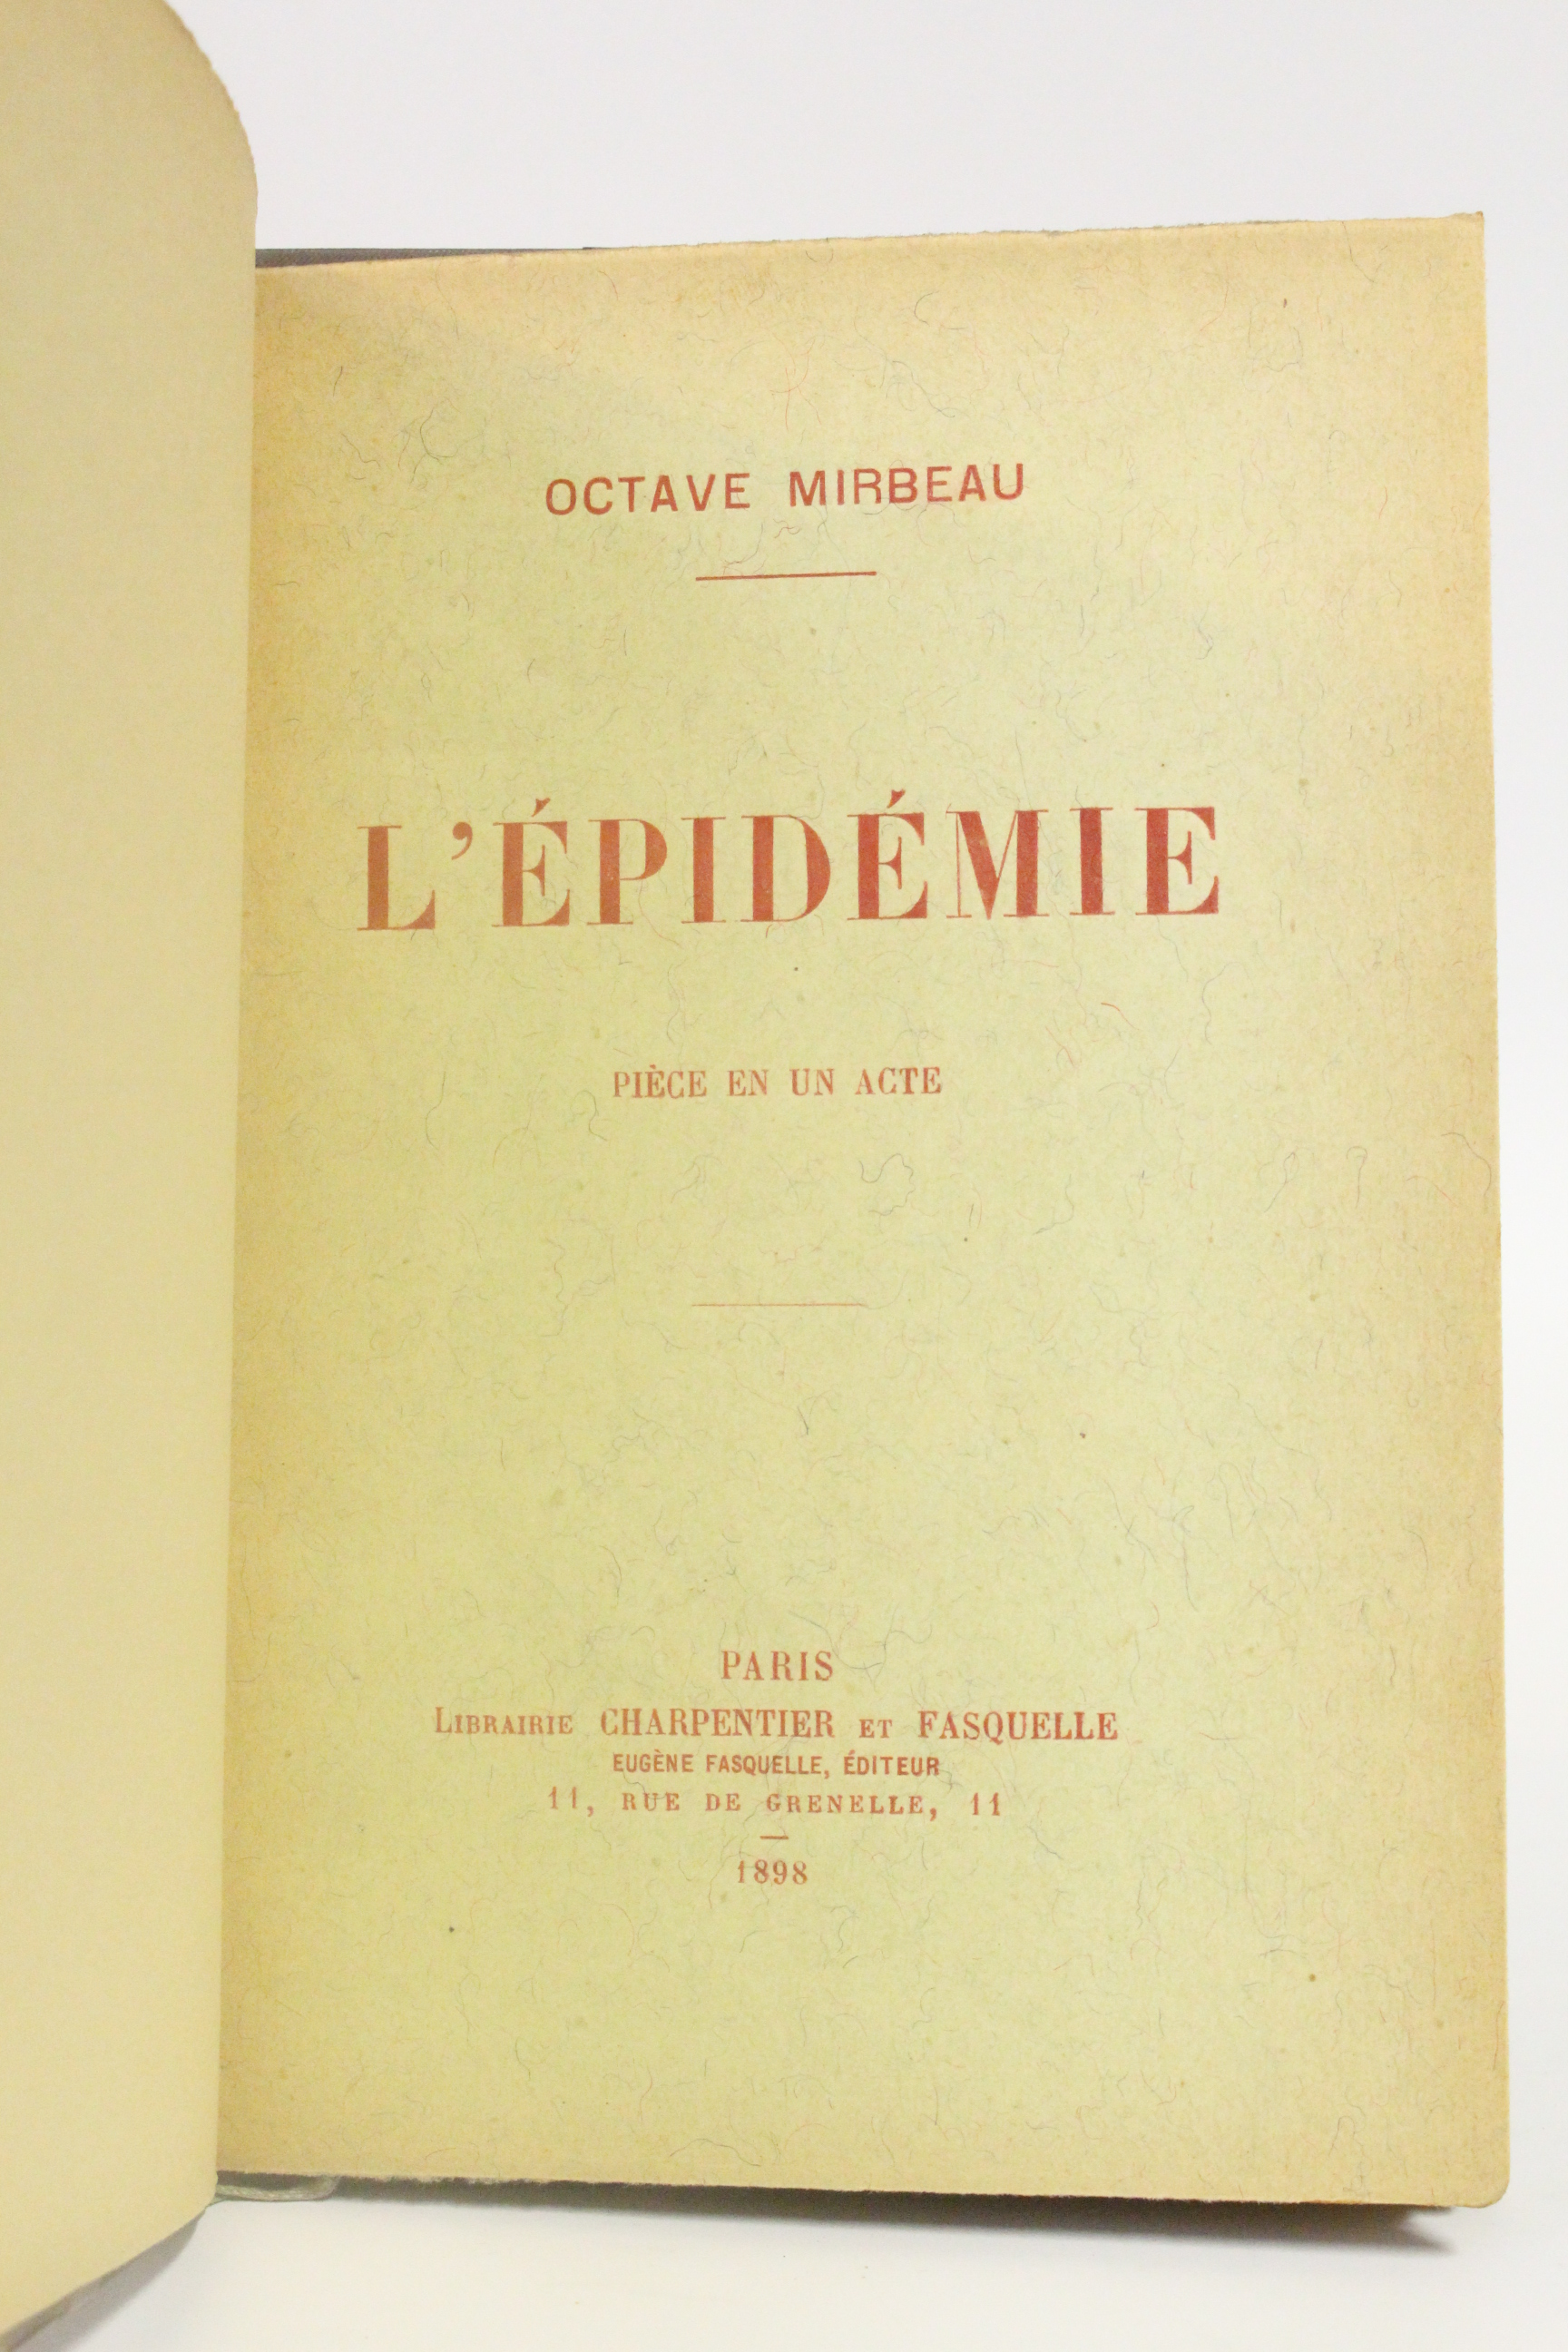 OCTAVE MIRBEAU
L'ÉPIDÉMIE
PIÈCE EN UN ACTE
PARIS
LIBRAIRIE CHARPENTIER ET FASQUELLE
EUGÈNE FASQUELLE, ÉDITEUR
11, RUE DE GRENELLE, 11
1898